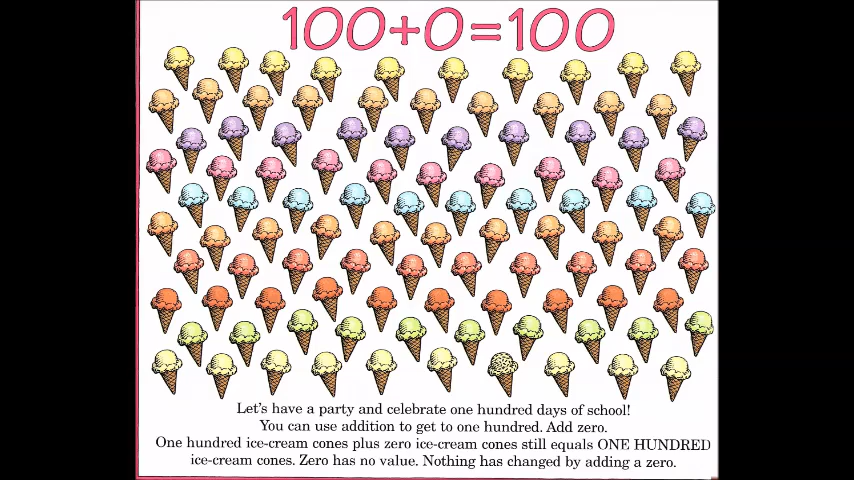 100+0=100
Let's have a party and celebrate one hundred days of school!
You can use addition to get to one hundred. Add zero.
One hundred ice-cream cones plus zero ice-cream cones still equals ONE HUNDRED
ice-cream cones. Zero has no value. Nothing has changed by adding a zero.